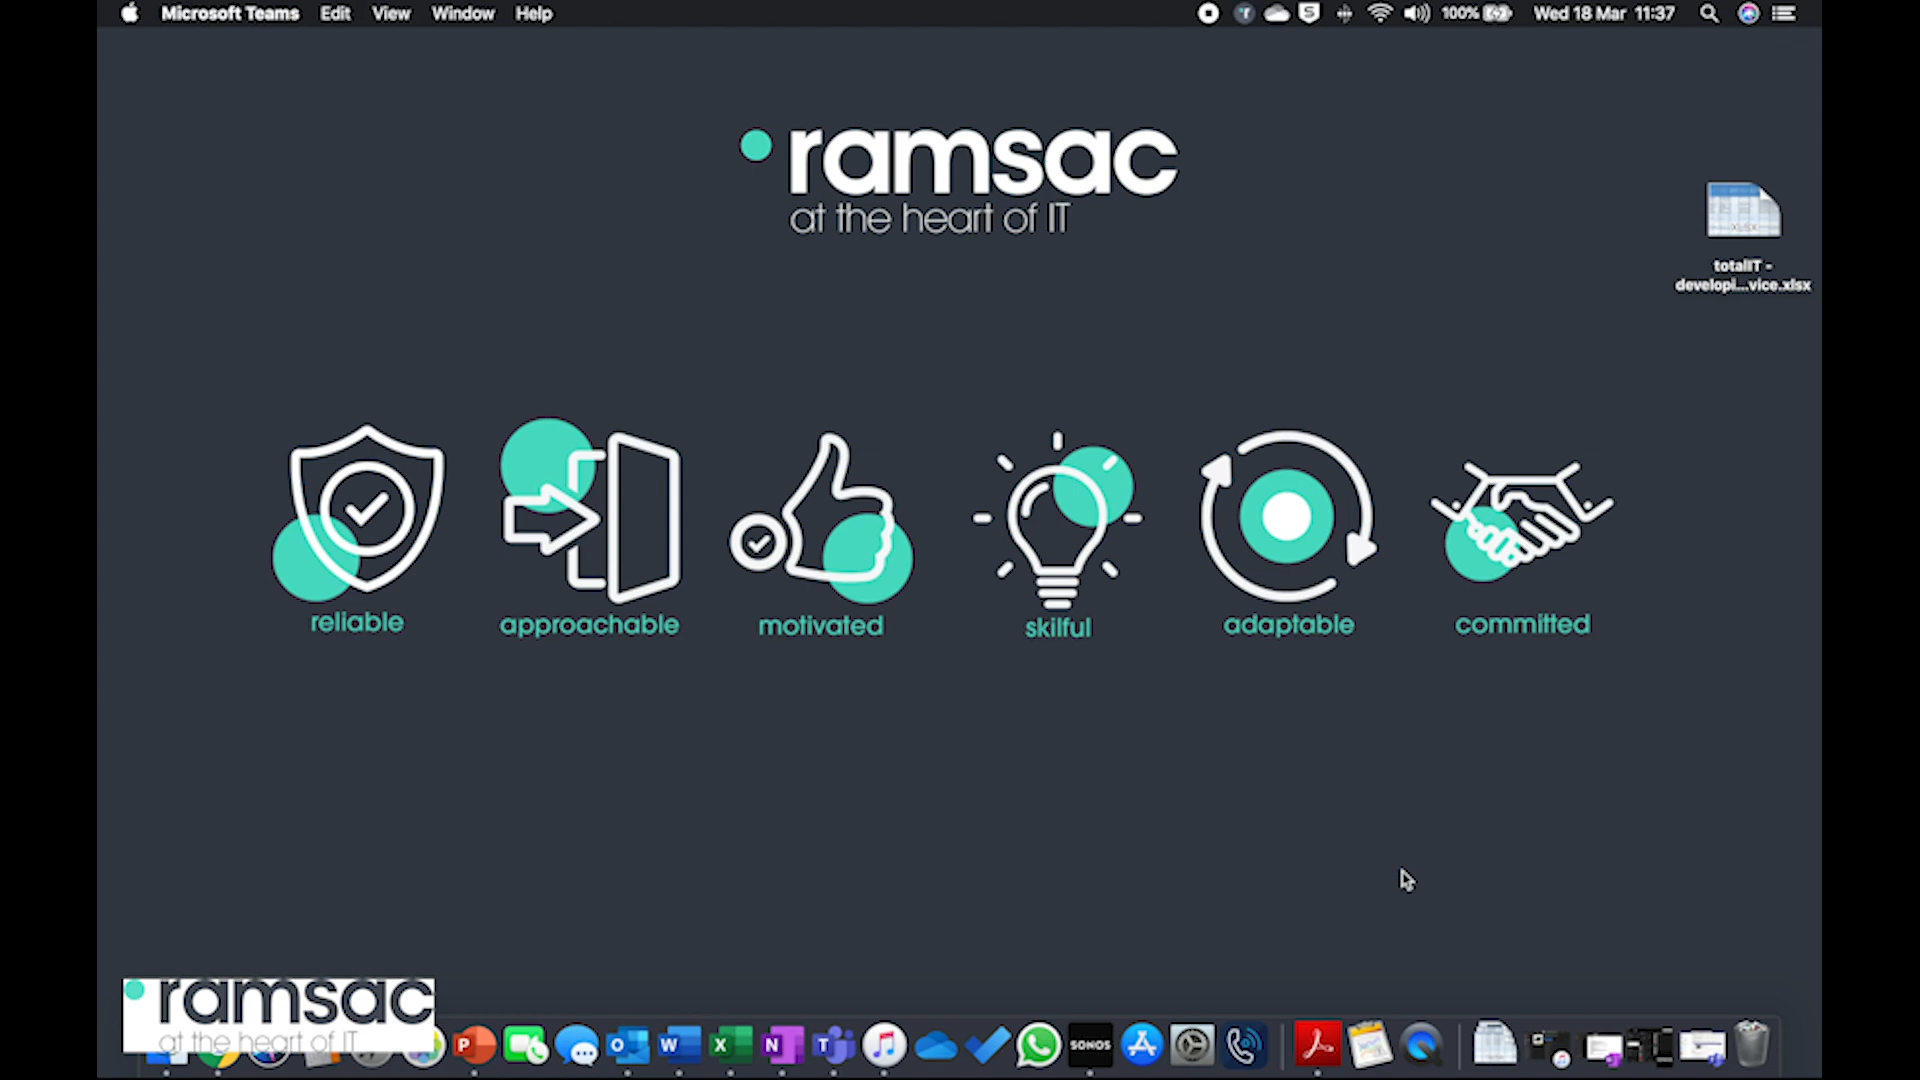 Microsoft Teams Edit View Window Help
100% Wed 18 Mar 11:37
ramsac
at the heart of IT
XLSX
totalIT -
developi...vice.xlsx
reliable approachable motivated skilful adaptable committed
ramsac
at the heart of IT
SONOS